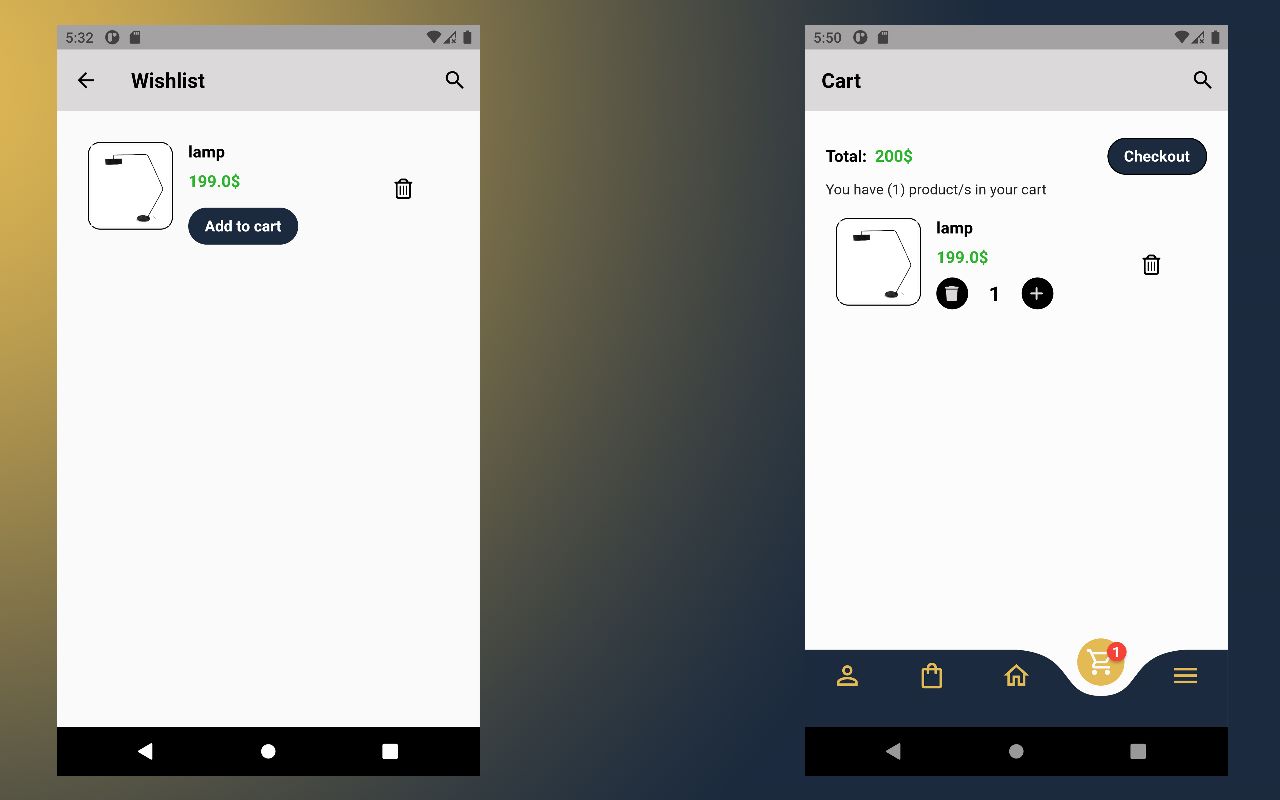 5:32
Wishlist
lamp
199.0$
Add to cart
5:50
Cart
Total: 200$
Checkout
You have (1) product/s in your cart
lamp
199.0$
1
1